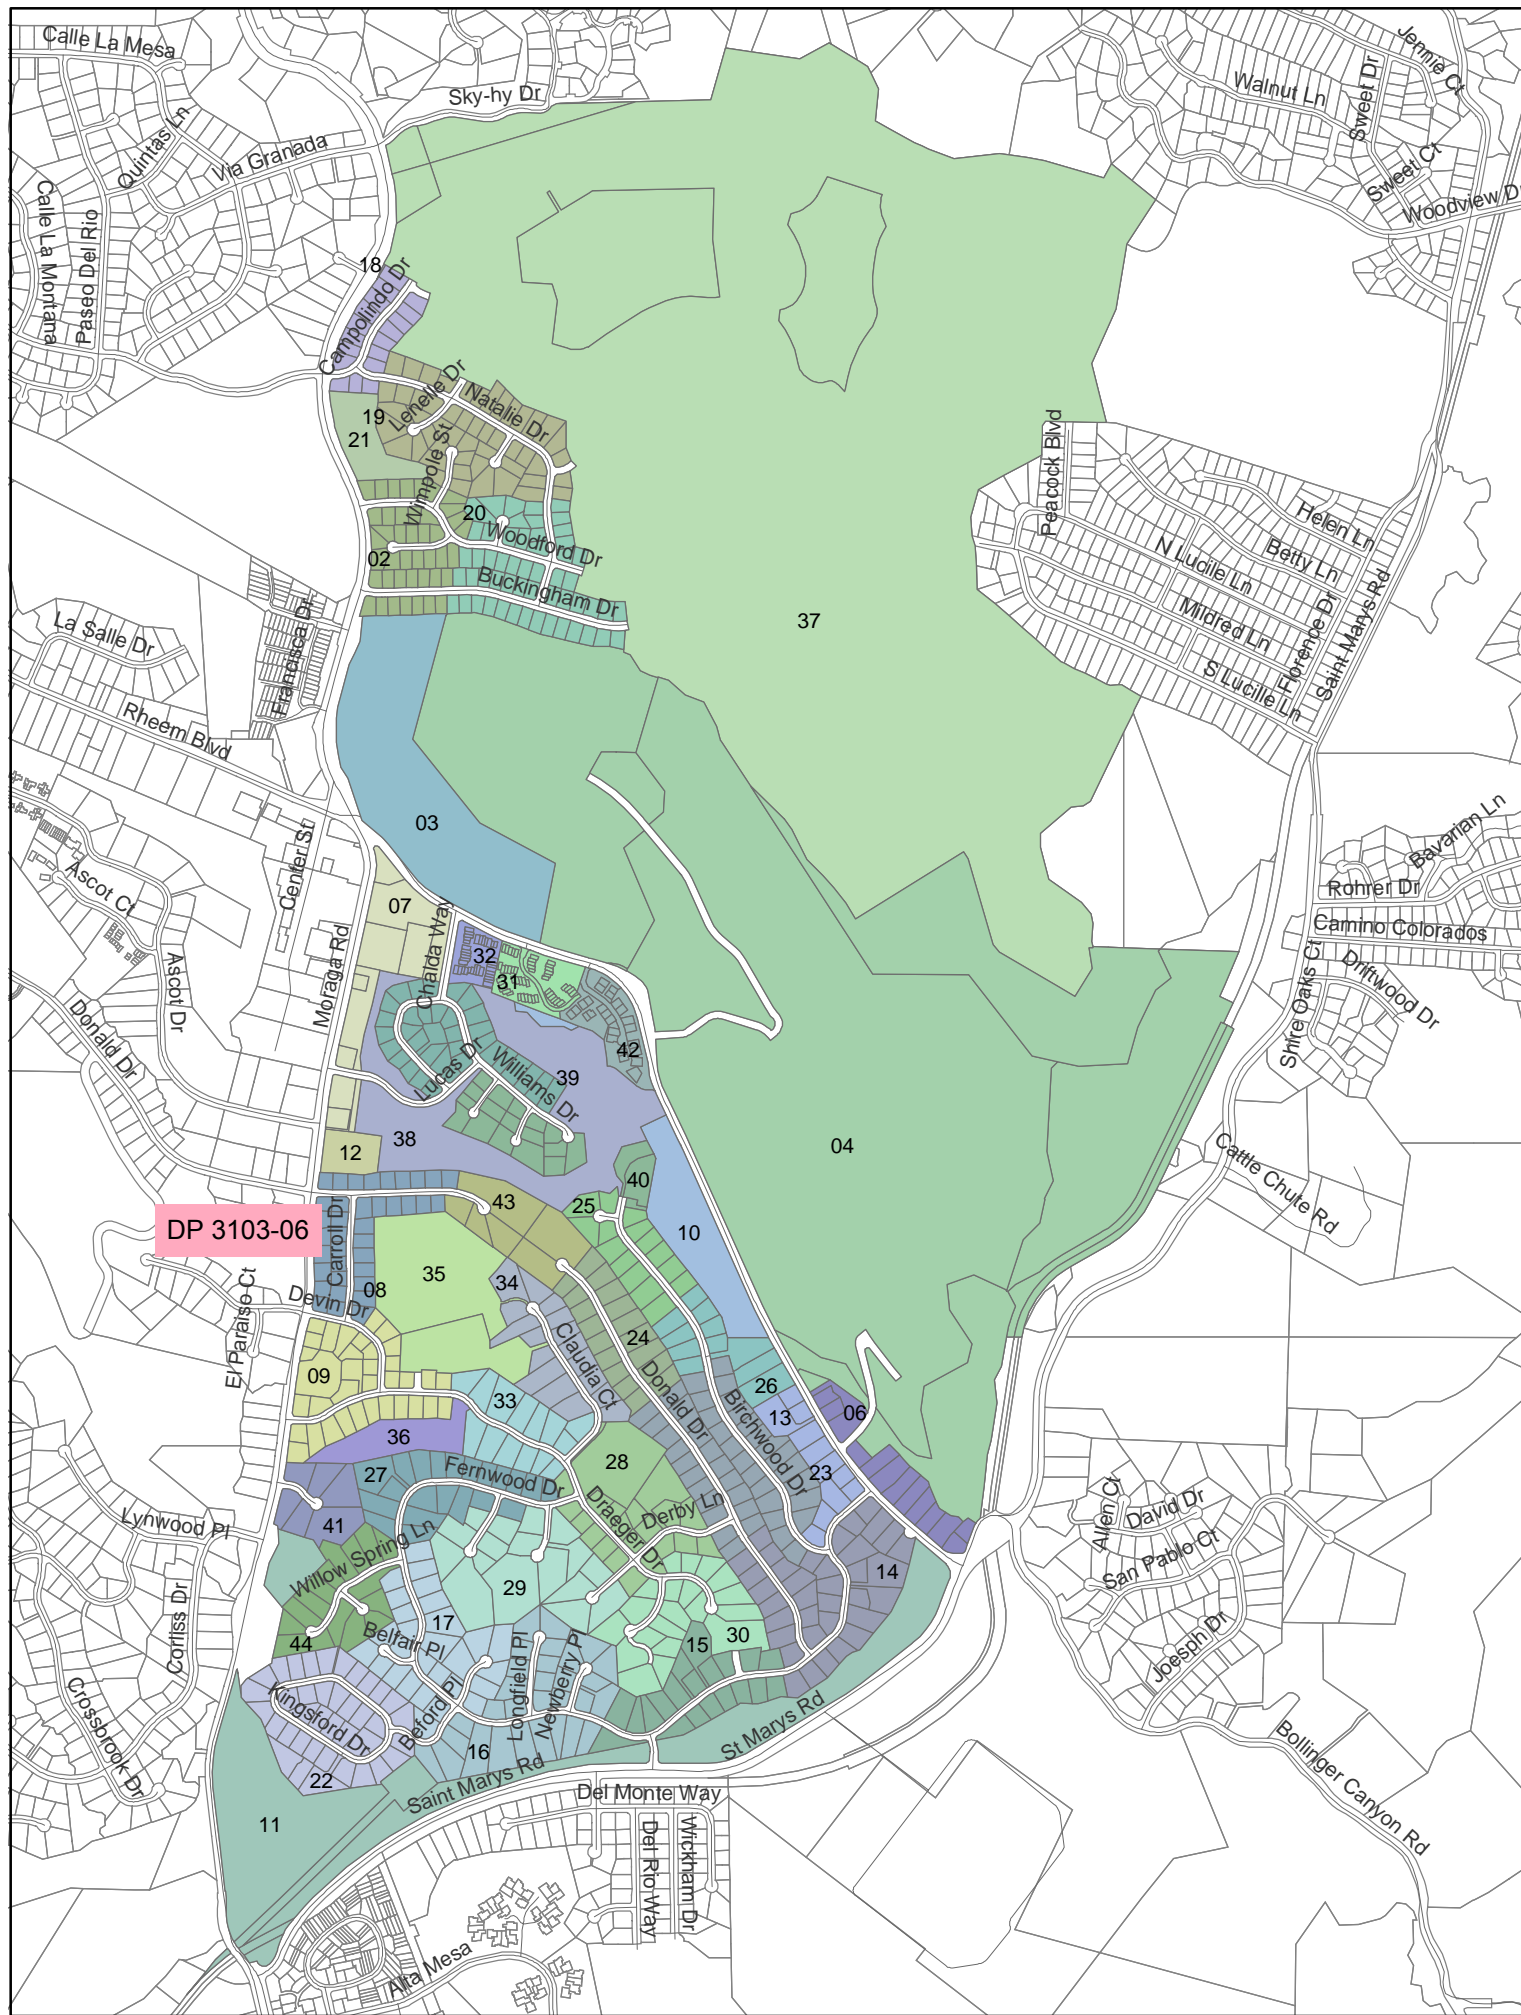 Calle La Mesa
Jennie Ct
Sky-hy Dr
Walnut Ln
Sweet Dr
Quintas Ln
Via Granada
Sweet Ct
Woodview Dr
Calle La Montana
Paseo Del Rio
18
Campolindo Dr
Lenelle Dr
Natalie Dr
19
21
Wimpole St
Peacock Blvd
20
Woodford Dr
02
Buckingham Dr
Helen Ln
Betty Ln
N Lucile Ln
Mildred Ln
Florence Dr
Saint Marys Rd
S Lucille Ln
37
La Salle Dr
Francisca Dr
Rheem Blvd
03
Center St
Ascot Ct
Bavarian Ln
Rohrer Dr
Camino Colorados
Driftwood Dr
Shire Oaks Ct
07
Chalda Way
32
31
Moraga Rd
Ascot Dr
Donald Dr
42
Lucas Dr
Williams Dr
39
38
12
04
Cattle Chute Rd
40
43
25
10
DP 3103-06
Carroll Dr
35
34
08
Devin Dr
El Paraiso Ct
24
Claudia Ct
09
Donald Dr
33
26
13
06
Birchwood Dr
36
27
Fernwood Dr
28
23
Derby Ln
Draeger Dr
Lynwood Pl
41
Willow Spring Ln
Allen Ct
David Dr
San Pablo Ct
14
29
Corliss Dr
17
44
Belfair Pl
30
15
Joesph Dr
Longfield Pl
Newberry Pl
Kingsford Dr
Beford Pl
Crossbrook Dr
16
St Marys Rd
22
Saint Marys Rd
11
Del Monte Way
Del Rio Way
Wickham Dr
Bollinger Canyon Rd
Alta Mesa